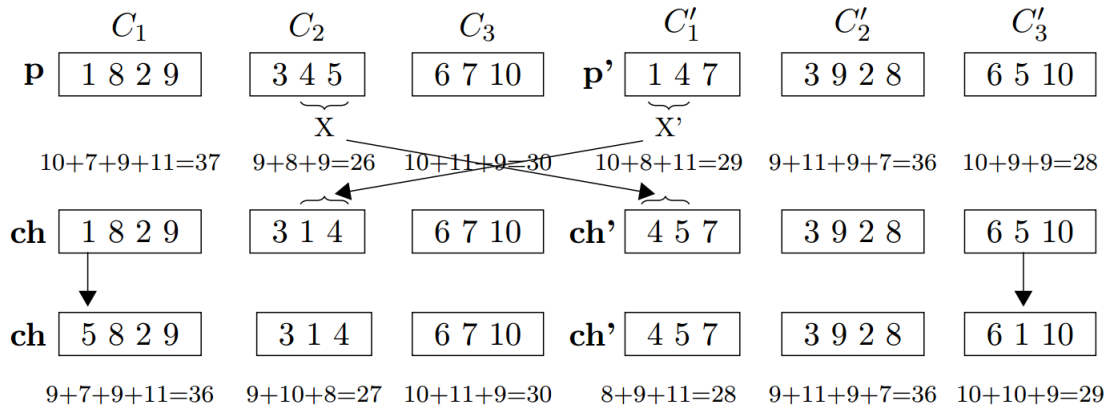 C₁ C₂ C₃ C′₁ C′₂ C′₃
p 1 8 2 9 3 4 5 6 7 10 p' 1 4 7 3 9 2 8 6 5 10
X X'
10+7+9+11=37 9+8+9=26 10+11+9=30 10+8+11=29 9+11+9+7=36 10+9+9=28
ch 1 8 2 9 3 1 4 6 7 10 ch' 4 5 7 3 9 2 8 6 5 10
ch 5 8 2 9 3 1 4 6 7 10 ch' 4 5 7 3 9 2 8 6 1 10
9+7+9+11=36 9+10+8=27 10+11+9=30 8+9+11=28 9+11+9+7=36 10+10+9=29